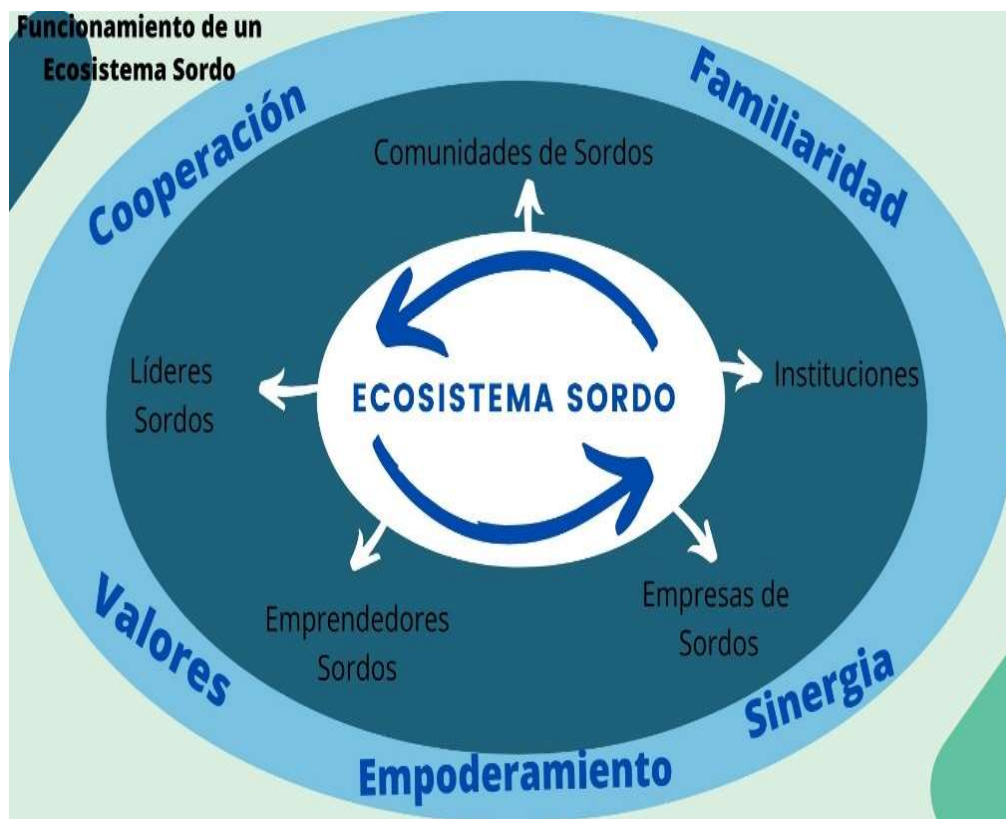 Funcionamiento de un
Ecosistema Sordo
Cooperación
Familiaridad
Comunidades de Sordos
Líderes
Sordos
ECOSISTEMA SORDO
Instituciones
Emprendedores
Sordos
Empresas de
Sordos
Valores
Empoderamiento
Sinergia